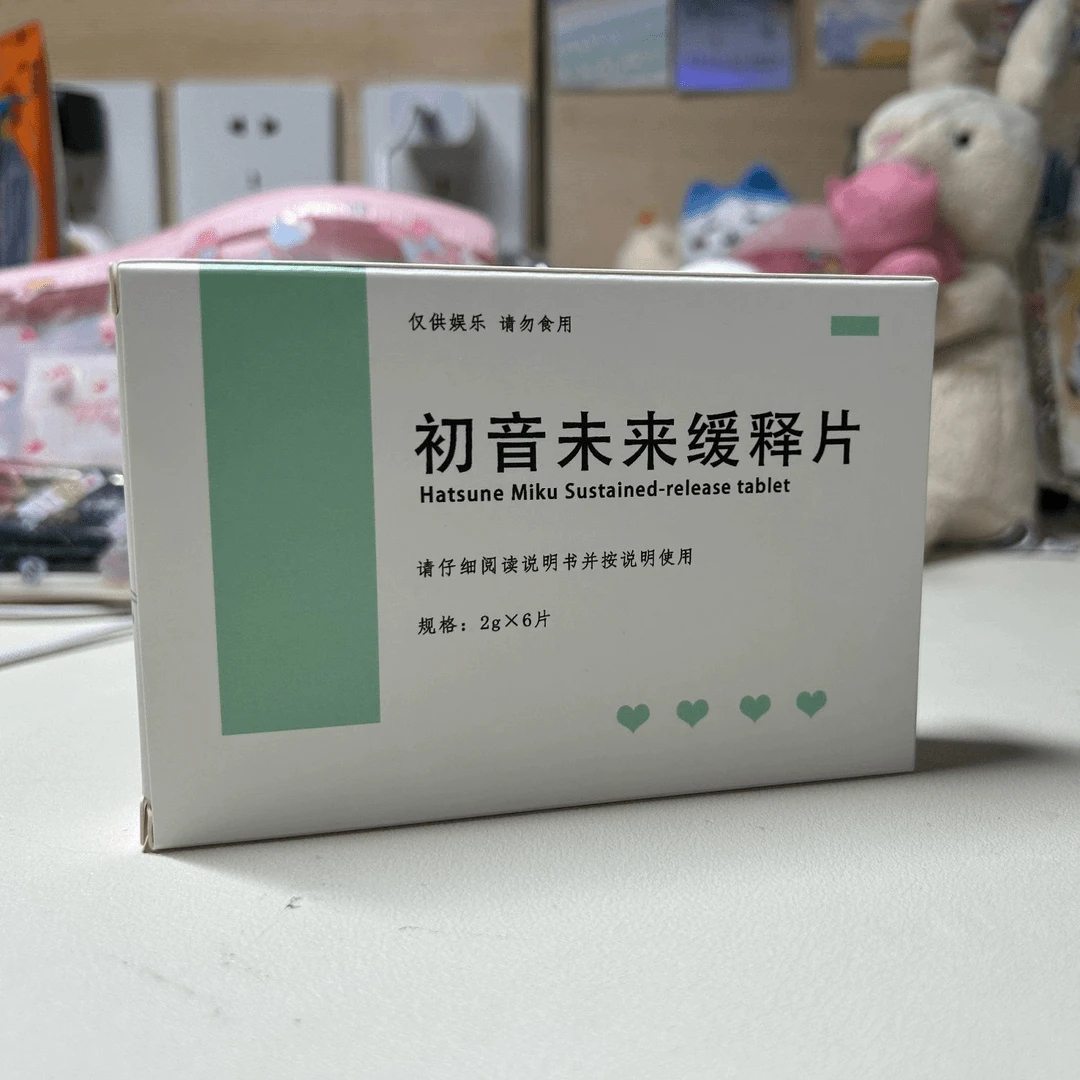 仅供娱乐 请勿食用
初音未来缓释片
Hatsune Miku Sustained-release tablet
请仔细阅读说明书并按说明使用
规格：2g×6片